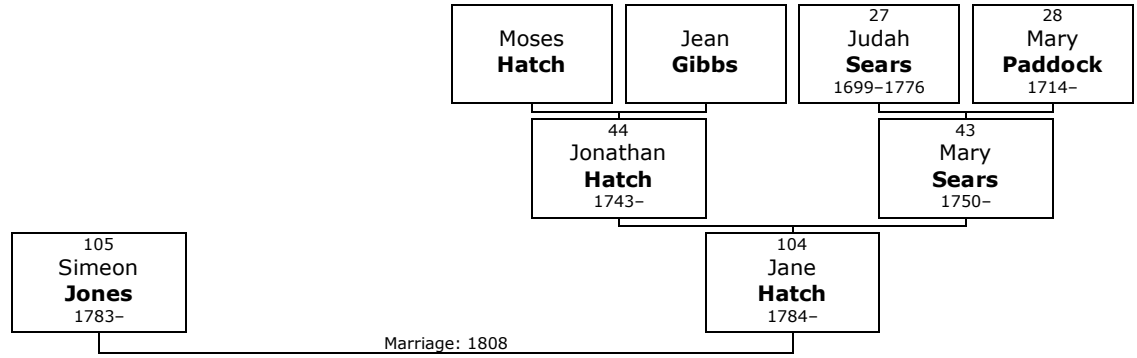 Moses
Hatch
Jean
Gibbs
27
Judah
Sears
1699–1776
28
Mary
Paddock
1714–
44
Jonathan
Hatch
1743–
43
Mary
Sears
1750–
105
Simeon
Jones
1783–
104
Jane
Hatch
1784–
Marriage: 1808